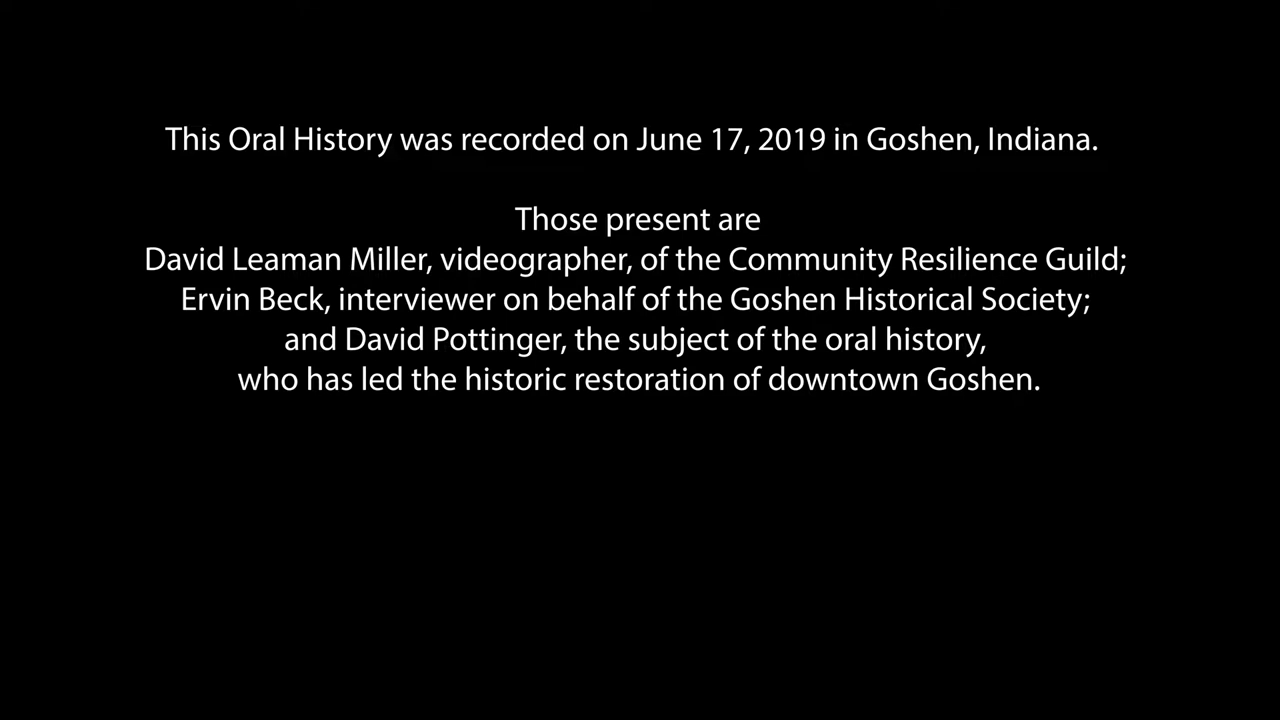 This Oral History was recorded on June 17, 2019 in Goshen, Indiana.
Those present are
David Leaman Miller, videographer, of the Community Resilience Guild;
Ervin Beck, interviewer on behalf of the Goshen Historical Society;
and David Pottinger, the subject of the oral history,
who has led the historic restoration of downtown Goshen.